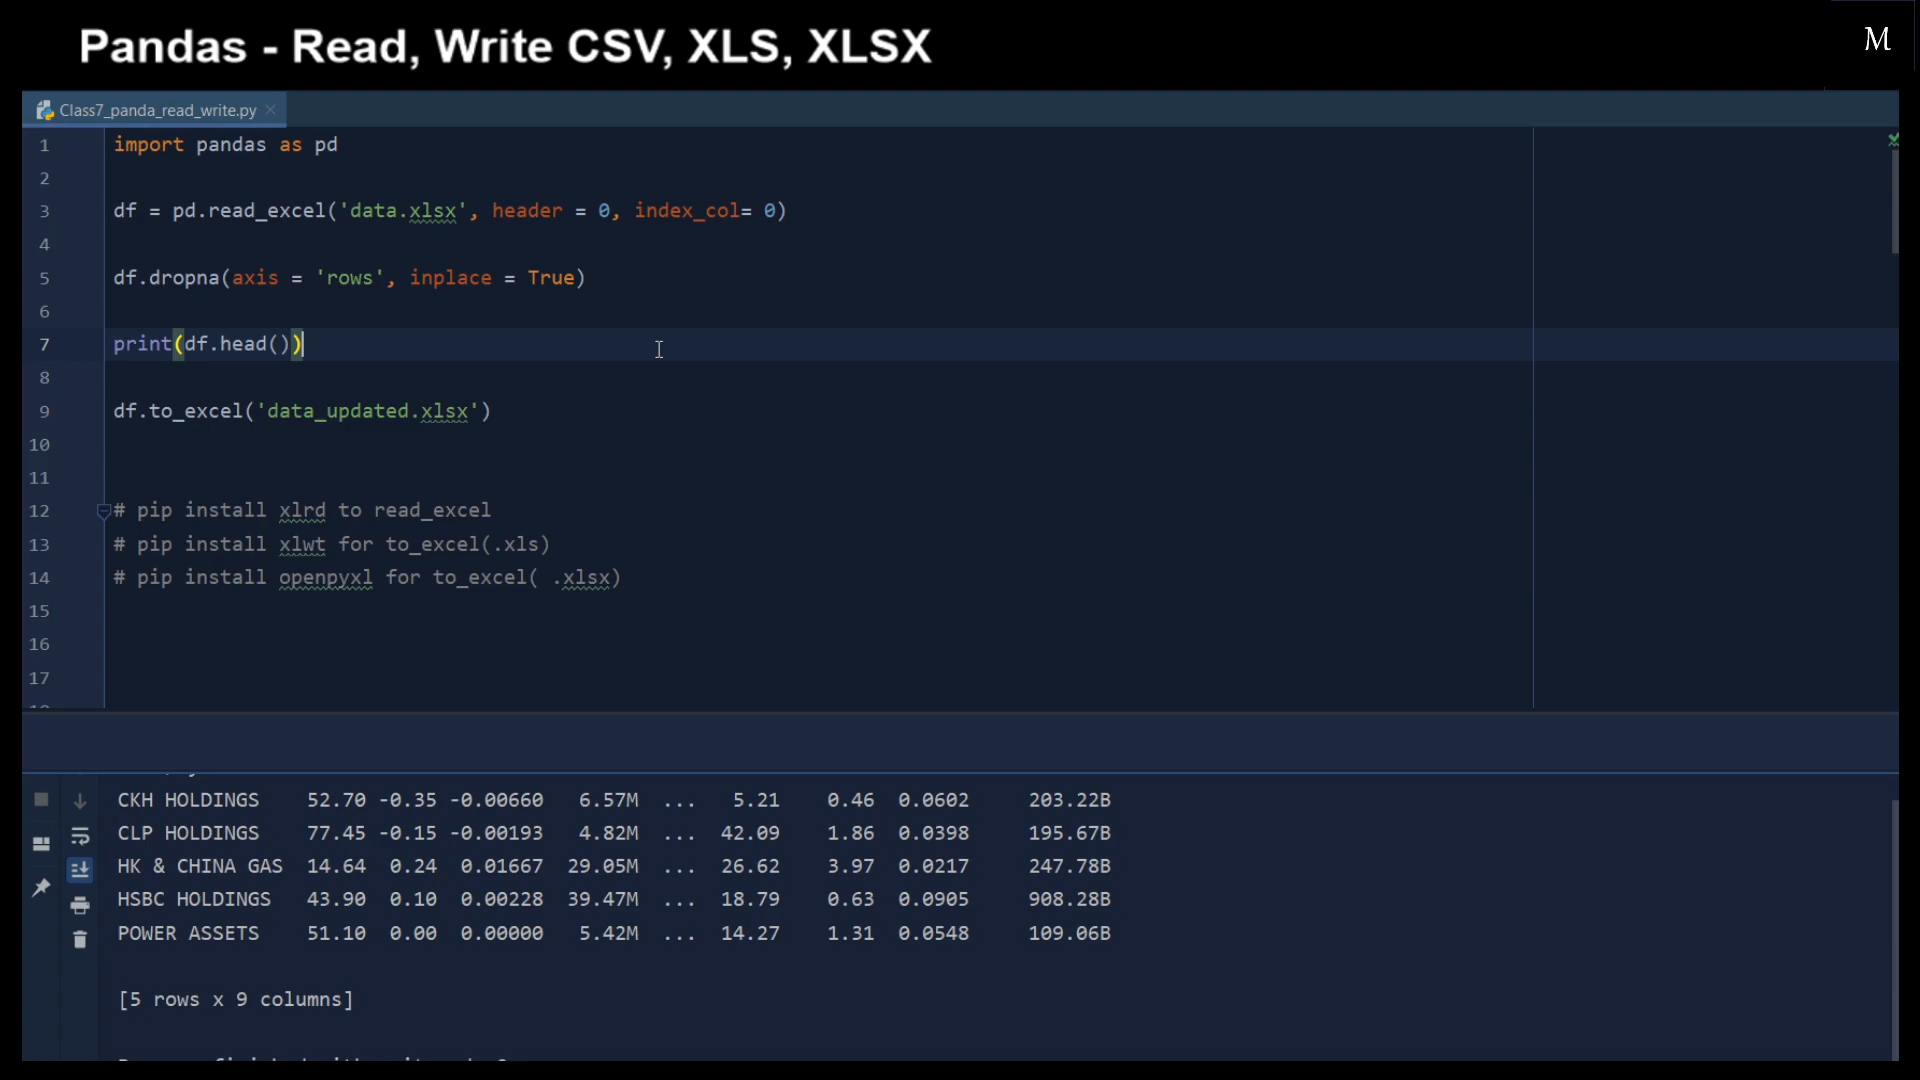 Pandas - Read, Write CSV, XLS, XLSX
M
Class7_panda_read_write.py
1 import pandas as pd
2
3 df = pd.read_excel('data.xlsx', header = 0, index_col= 0)
4
5 df.dropna(axis = 'rows', inplace = True)
6
7 print(df.head())
8
9 df.to_excel('data_updated.xlsx')
10
11
12 # pip install xlrd to read_excel
13 # pip install xlwt for to_excel(.xls)
14 # pip install openpyxl for to_excel( .xlsx)
15
16
17
CKH HOLDINGS 52.70 -0.35 -0.00660 6.57M ... 5.21 0.46 0.0602 203.22B
CLP HOLDINGS 77.45 -0.15 -0.00193 4.82M ... 42.09 1.86 0.0398 195.67B
HK & CHINA GAS 14.64 0.24 0.01667 29.05M ... 26.62 3.97 0.0217 247.78B
HSBC HOLDINGS 43.90 0.10 0.00228 39.47M ... 18.79 0.63 0.0905 908.28B
POWER ASSETS 51.10 0.00 0.00000 5.42M ... 14.27 1.31 0.0548 109.06B
[5 rows x 9 columns]